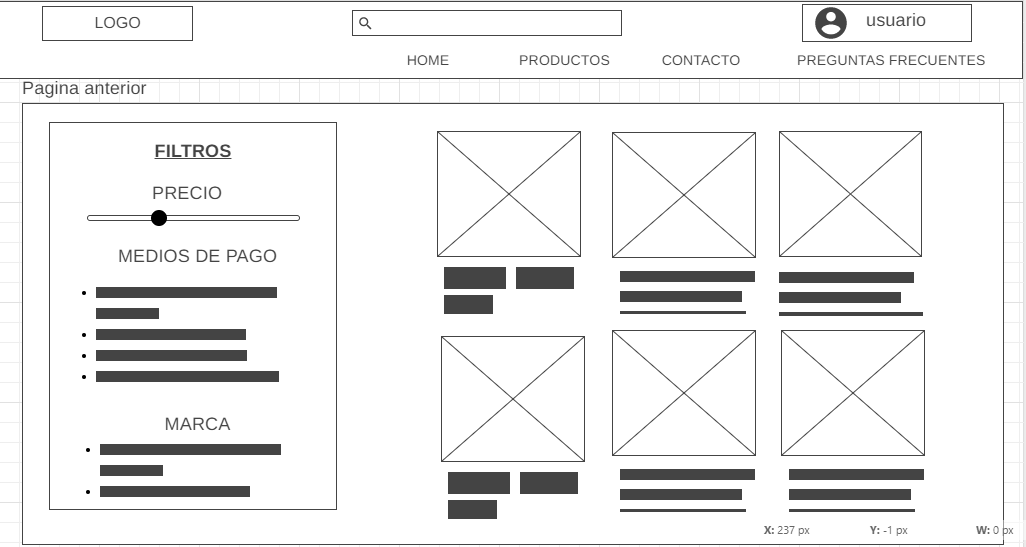 LOGO
usuario
HOME PRODUCTOS CONTACTO PREGUNTAS FRECUENTES
Pagina anterior
FILTROS
PRECIO
MEDIOS DE PAGO
MARCA
X: 237 px Y: -1 px W: 0 px